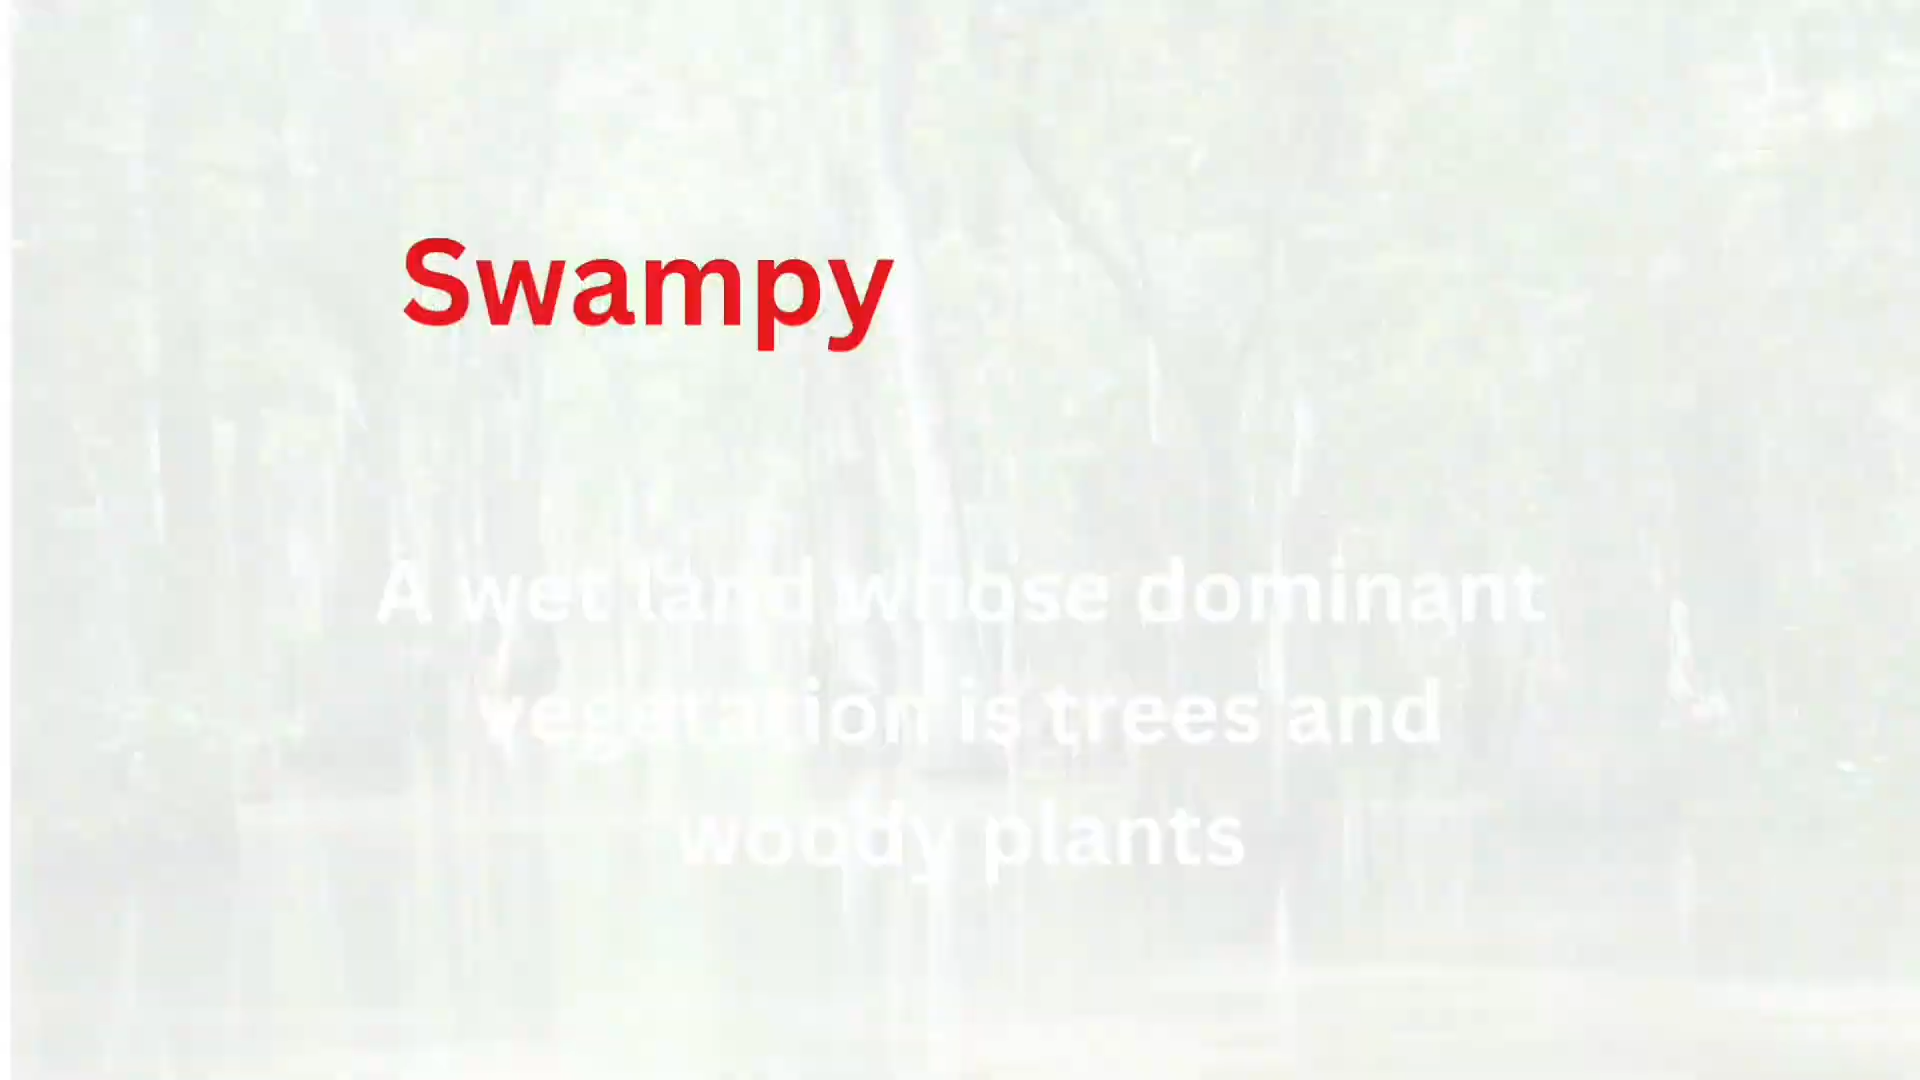 Swampy
A wet land whose dominant
vegetation is trees and
woody plants